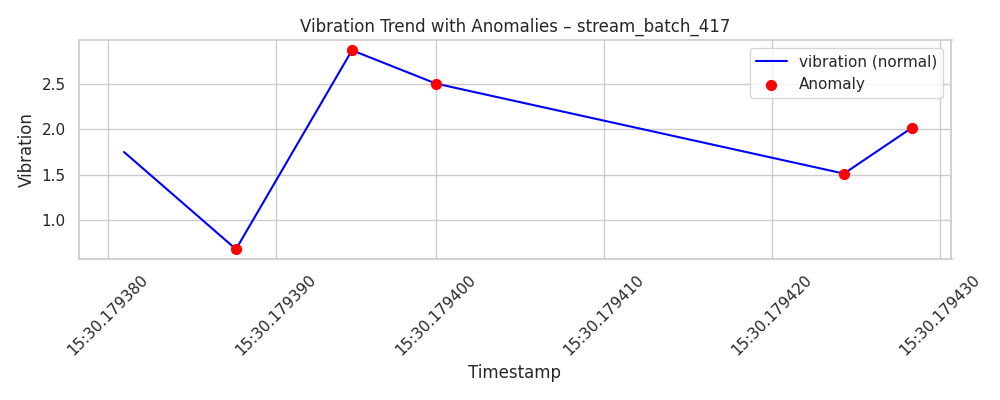 Vibration Trend with Anomalies – stream_batch_417
vibration (normal)
Anomaly
Vibration
2.5
2.0
1.5
1.0
15:30.179380
15:30.179390
15:30.179400
15:30.179410
15:30.179420
15:30.179430
Timestamp